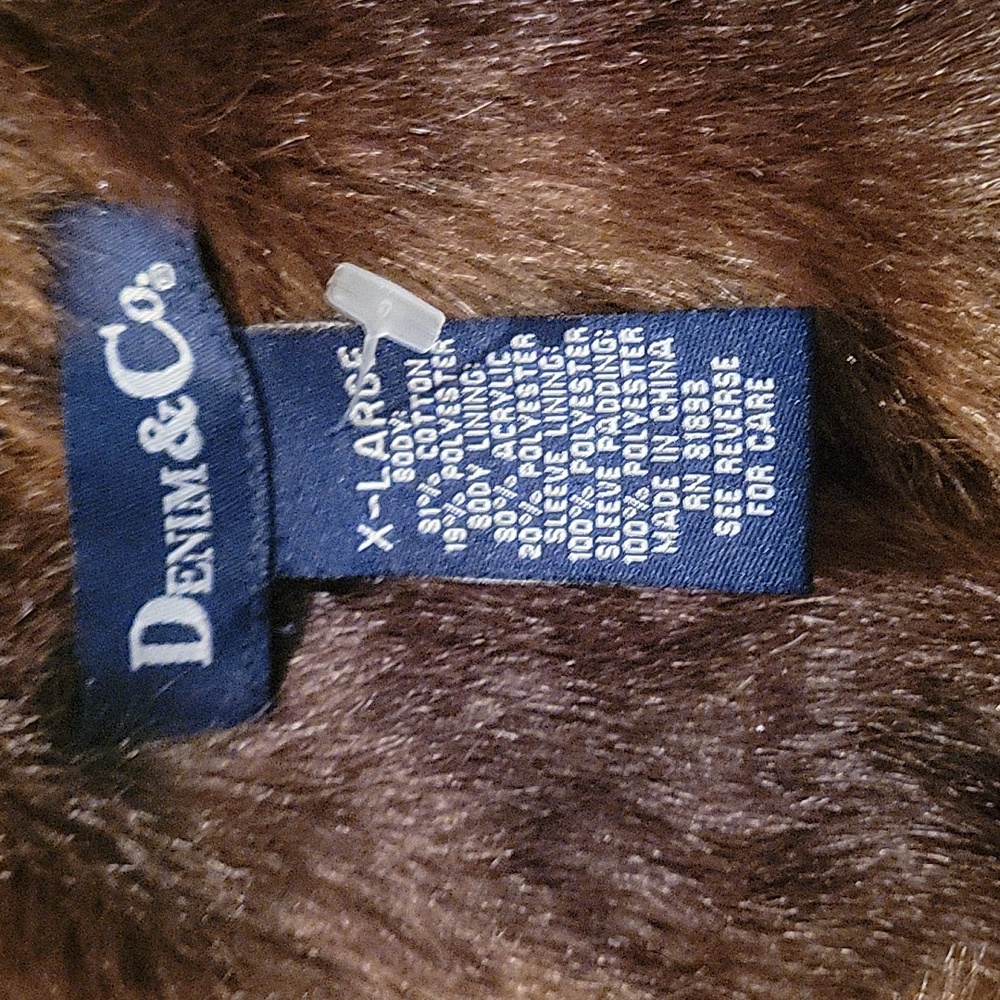 DENIM&CO.®
X-LARGE
BODY:
81% COTTON
19% POLYESTER
BODY LINING:
80% ACRYLIC
20% POLYESTER
SLEEVE LINING:
100% POLYESTER
SLEEVE PADDING:
100% POLYESTER
MADE IN CHINA
RN 81893
SEE REVERSE
FOR CARE